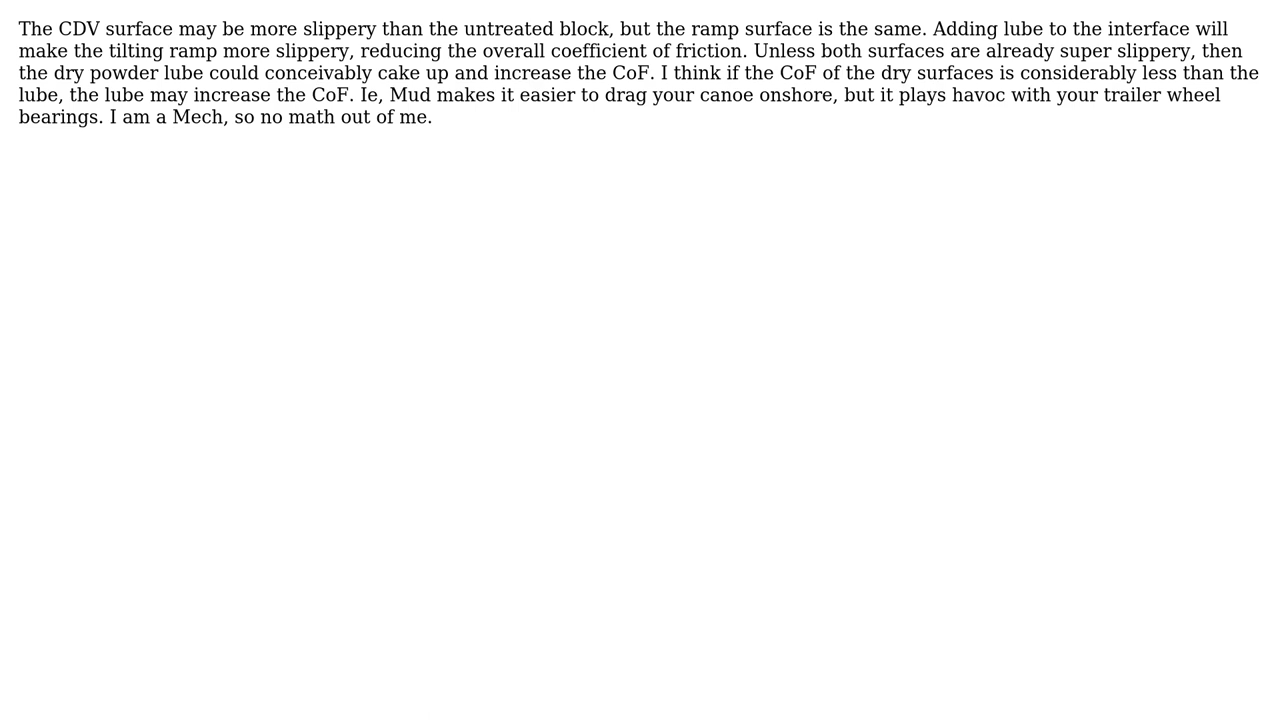 The CDV surface may be more slippery than the untreated block, but the ramp surface is the same. Adding lube to the interface will
make the tilting ramp more slippery, reducing the overall coefficient of friction. Unless both surfaces are already super slippery, then
the dry powder lube could conceivably cake up and increase the CoF. I think if the CoF of the dry surfaces is considerably less than the
lube, the lube may increase the CoF. Ie, Mud makes it easier to drag your canoe onshore, but it plays havoc with your trailer wheel
bearings. I am a Mech, so no math out of me.